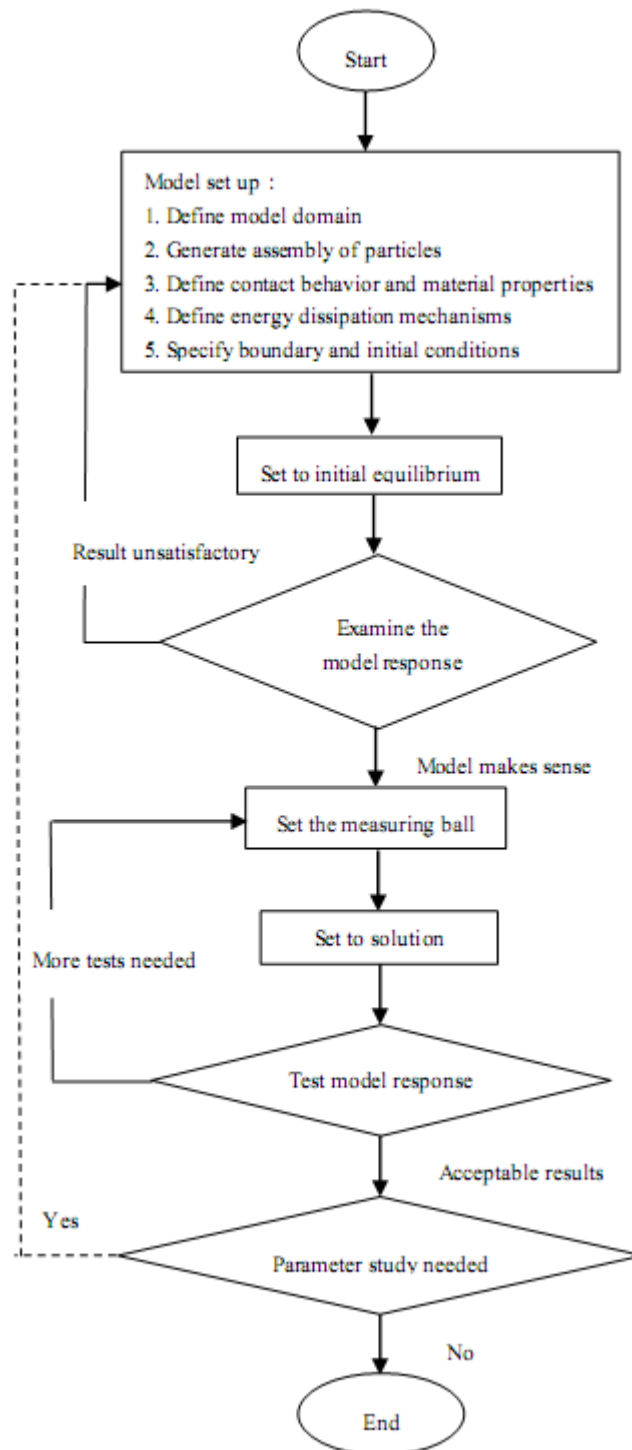 Start
Model set up :
1. Define model domain
2. Generate assembly of particles
3. Define contact behavior and material properties
4. Define energy dissipation mechanisms
5. Specify boundary and initial conditions
Set to initial equilibrium
Result unsatisfactory
Examine the
model response
Model makes sense
Set the measuring ball
Set to solution
More tests needed
Test model response
Acceptable results
Yes
Parameter study needed
No
End